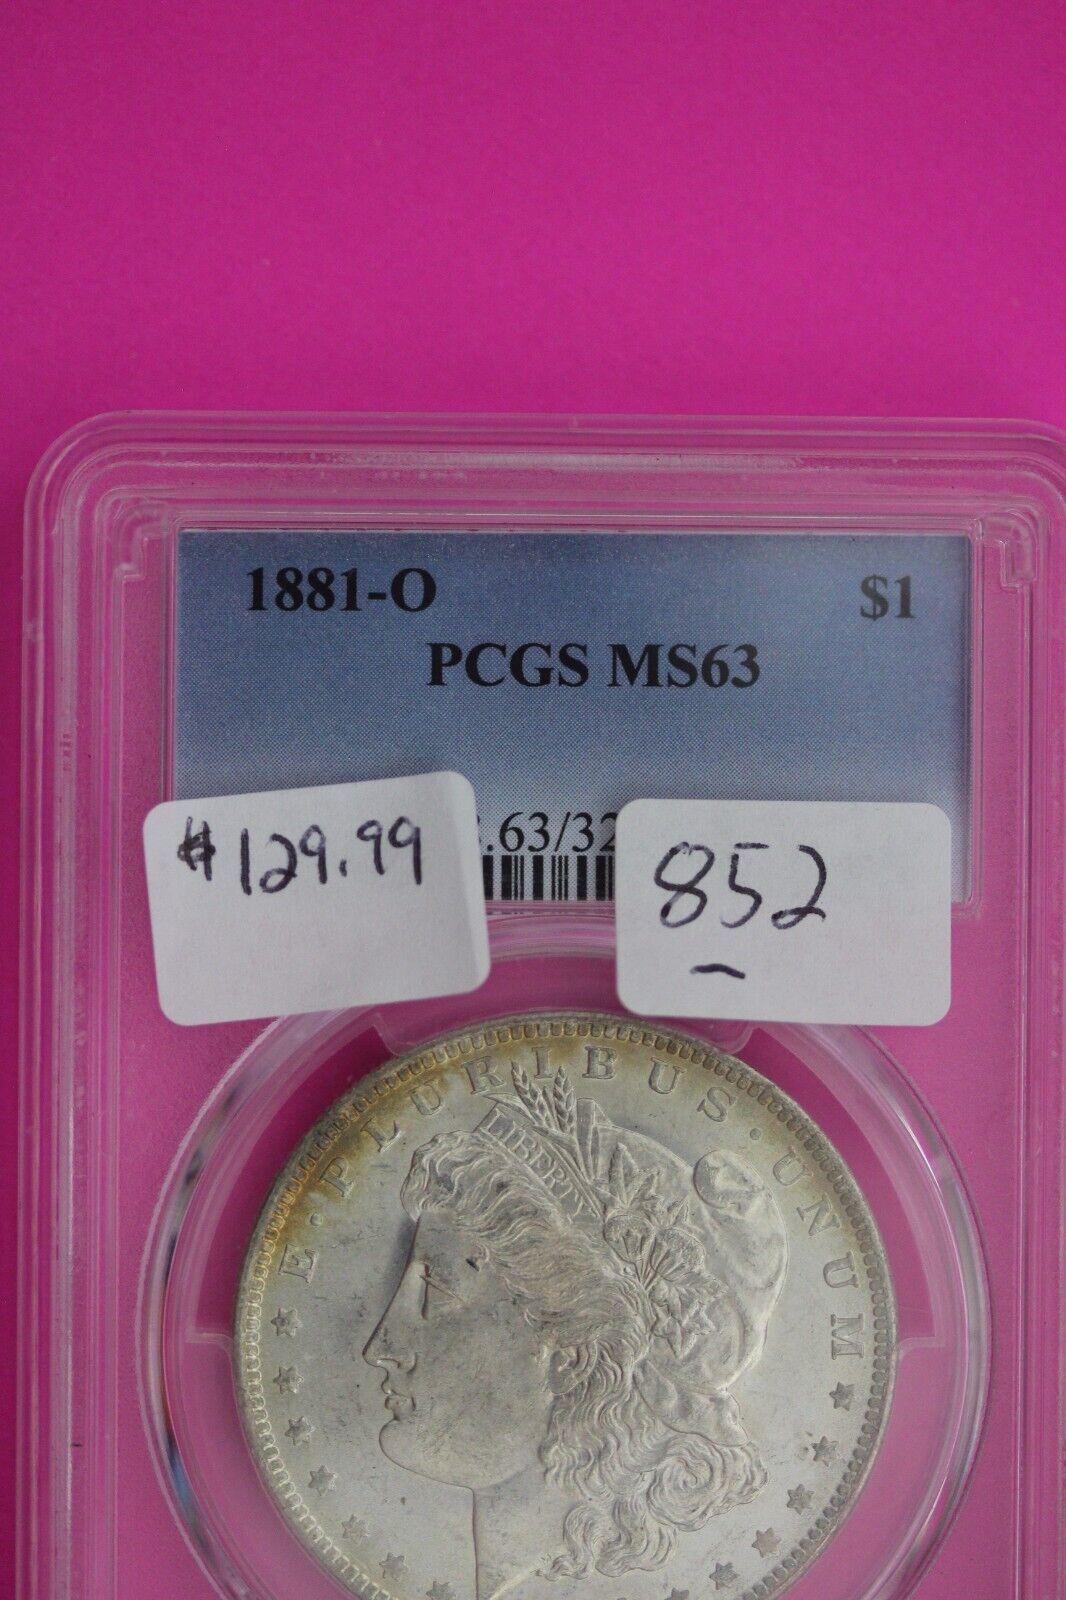 1881-O $1
PCGS MS63
.63/32
$129.99
852
E · PLURIBUS · UNUM
LIBERTY